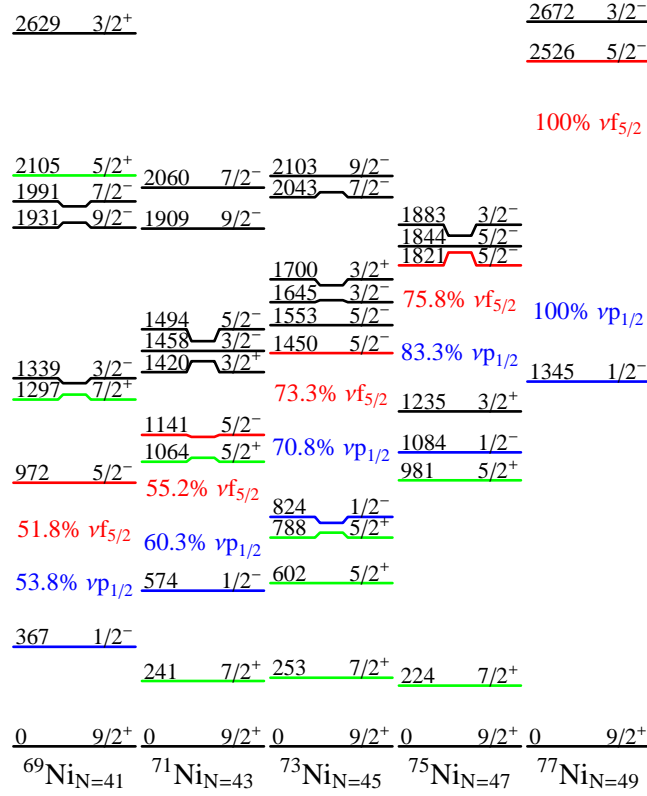 2629 3/2⁺
2105 5/2⁺
1991 7/2⁻
1931 9/2⁻
1339 3/2⁻
1297 7/2⁺
972 5/2⁻
51.8% νf5/2
53.8% νp1/2
367 1/2⁻
0 9/2⁺
⁶⁹Ni N=41
2060 7/2⁻
1909 9/2⁻
1494 5/2⁻
1458 3/2⁻
1420 3/2⁺
1141 5/2⁻
1064 5/2⁺
55.2% νf5/2
60.3% νp1/2
574 1/2⁻
241 7/2⁺
0 9/2⁺
⁷¹Ni N=43
2103 9/2⁻
2043 7/2⁻
1700 3/2⁺
1645 3/2⁻
1553 5/2⁻
1450 5/2⁻
73.3% νf5/2
70.8% νp1/2
824 1/2⁻
788 5/2⁺
602 5/2⁺
253 7/2⁺
0 9/2⁺
⁷³Ni N=45
1883 3/2⁻
1844 5/2⁻
1821 5/2⁻
75.8% νf5/2
83.3% νp1/2
1235 3/2⁺
1084 1/2⁻
981 5/2⁺
224 7/2⁺
0 9/2⁺
⁷⁵Ni N=47
2672 3/2⁻
2526 5/2⁻
100% νf5/2
100% νp1/2
1345 1/2⁻
0 9/2⁺
⁷⁷Ni N=49